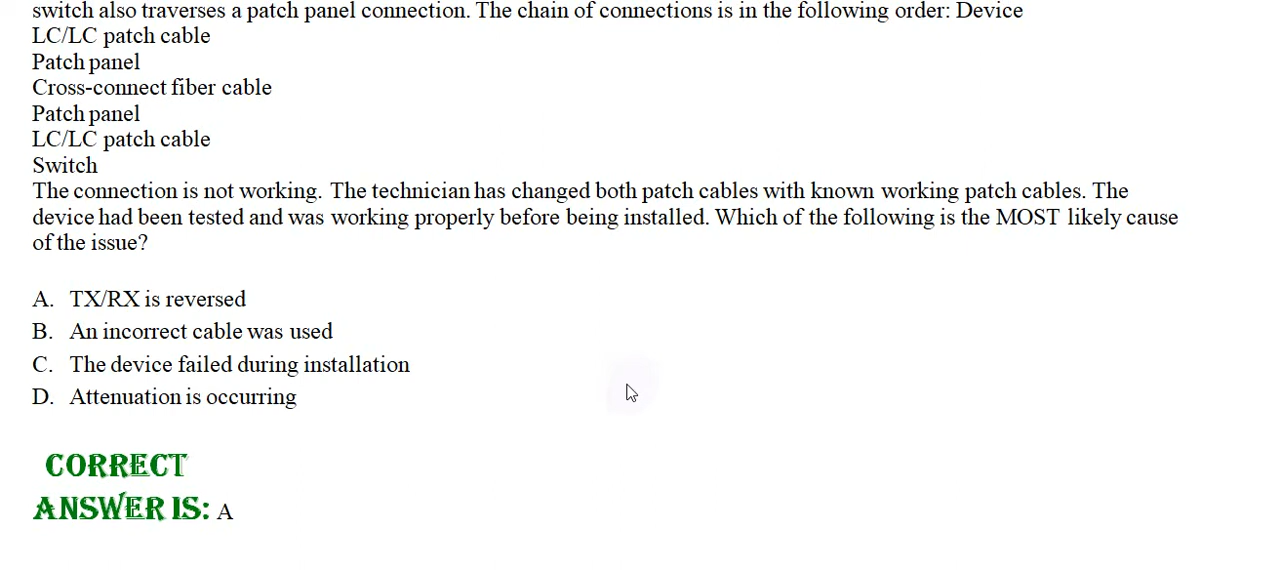 switch also traverses a patch panel connection. The chain of connections is in the following order: Device
LC/LC patch cable
Patch panel
Cross-connect fiber cable
Patch panel
LC/LC patch cable
Switch
The connection is not working. The technician has changed both patch cables with known working patch cables. The
device had been tested and was working properly before being installed. Which of the following is the MOST likely cause
of the issue?
A. TX/RX is reversed
B. An incorrect cable was used
C. The device failed during installation
D. Attenuation is occurring
CORRECT
ANSWER IS: A